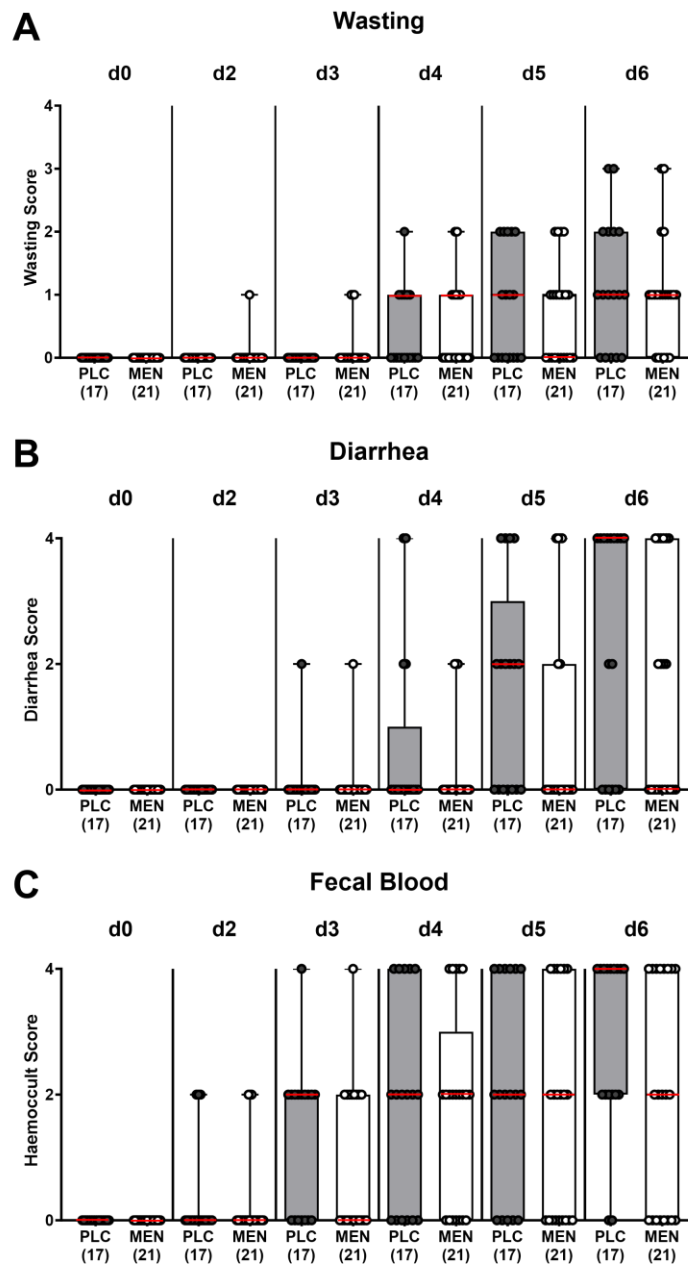 A
Wasting
d0 d2 d3 d4 d5 d6
Wasting Score
4
3
2
1
0
PLC MEN PLC MEN PLC MEN PLC MEN PLC MEN PLC MEN
(17) (21) (17) (21) (17) (21) (17) (21) (17) (21) (17) (21)
B
Diarrhea
d0 d2 d3 d4 d5 d6
Diarrhea Score
4
2
0
PLC MEN PLC MEN PLC MEN PLC MEN PLC MEN PLC MEN
(17) (21) (17) (21) (17) (21) (17) (21) (17) (21) (17) (21)
C
Fecal Blood
d0 d2 d3 d4 d5 d6
Haemoccult Score
4
2
0
PLC MEN PLC MEN PLC MEN PLC MEN PLC MEN PLC MEN
(17) (21) (17) (21) (17) (21) (17) (21) (17) (21) (17) (21)